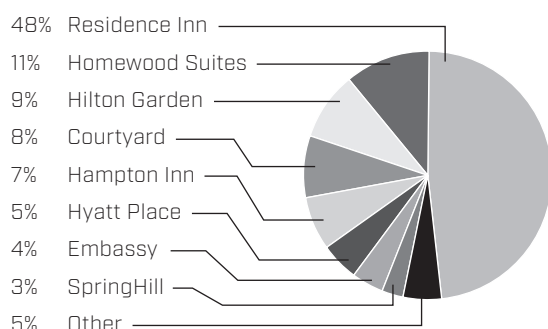 48% Residence Inn
11% Homewood Suites
9% Hilton Garden
8% Courtyard
7% Hampton Inn
5% Hyatt Place
4% Embassy
3% SpringHill
5% Other